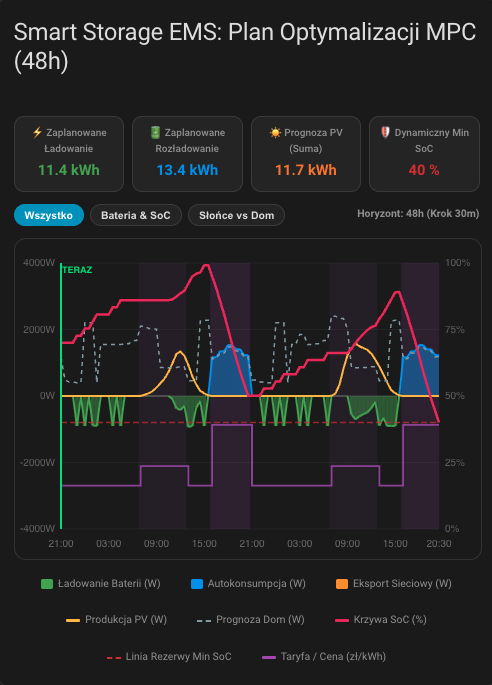 Smart Storage EMS: Plan Optymalizacji MPC
(48h)
Zaplanowane
Ładowanie
11.4 kWh
Zaplanowane
Rozładowanie
13.4 kWh
Prognoza PV
(Suma)
11.7 kWh
Dynamiczny Min
SoC
40 %
Wszystko
Bateria & SoC
Słońce vs Dom
Horyzont: 48h (Krok 30m)
4000W
100%
TERAZ
2000W
75%
0W
50%
-2000W
25%
-4000W
0%
21:00
03:00
09:00
15:00
21:00
03:00
09:00
15:00
20:30
Ładowanie Baterii (W)
Autokonsumpcja (W)
Eksport Sieciowy (W)
Produkcja PV (W)
Prognoza Dom (W)
Krzywa SoC (%)
Linia Rezerwy Min SoC
Taryfa / Cena (zł/kWh)